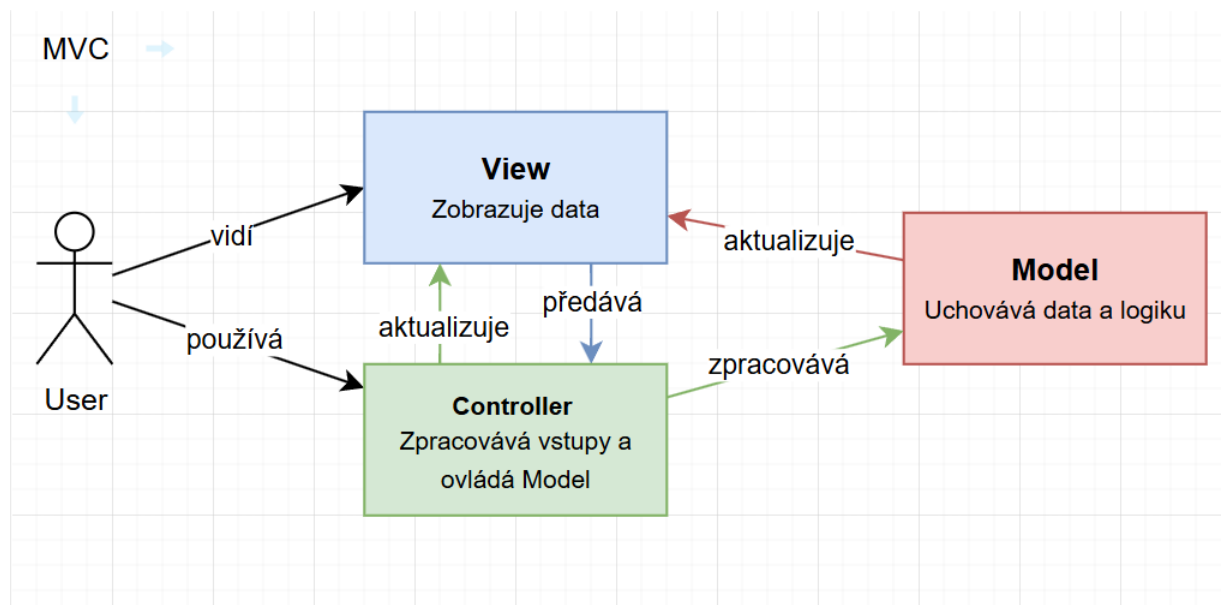 MVC
View
Zobrazuje data
vidí
aktualizuje
Model
Uchovává data a logiku
předává
aktualizuje
používá
zpracovává
User
Controller
Zpracovává vstupy a
ovládá Model